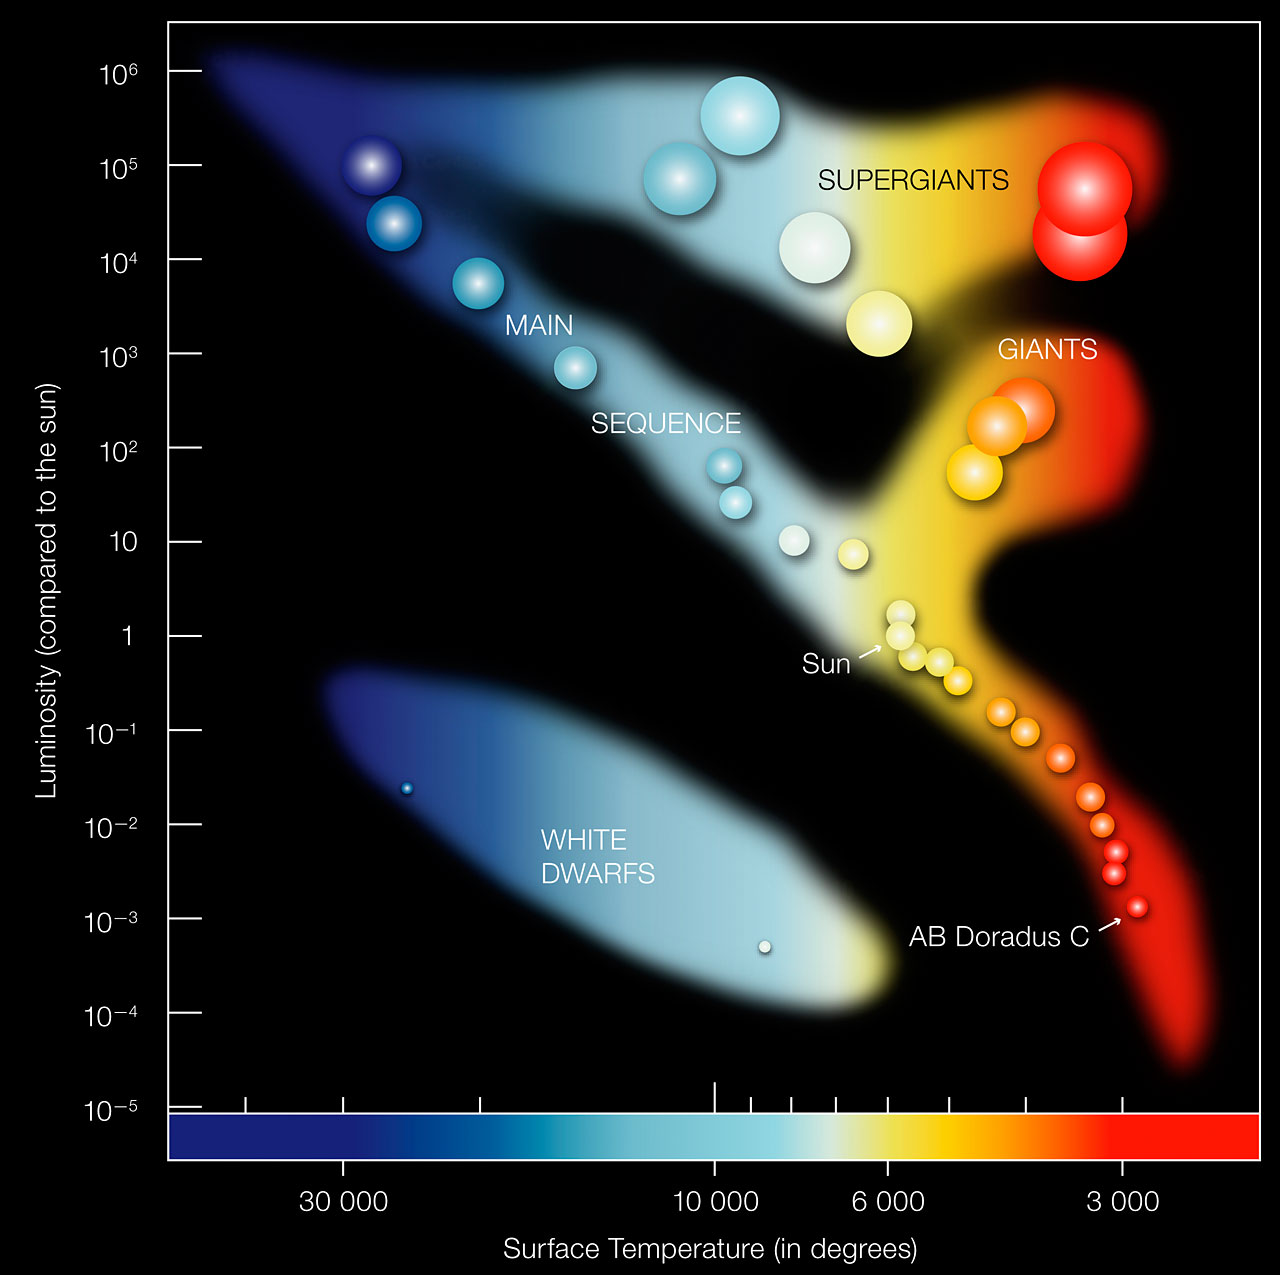 10⁶
10⁵
SUPERGIANTS
10⁴
MAIN
10³
GIANTS
SEQUENCE
10²
10
1
Sun
Luminosity (compared to the sun)
10⁻¹
10⁻²
WHITE
DWARFS
10⁻³
AB Doradus C
10⁻⁴
10⁻⁵
30 000 10 000 6 000 3 000
Surface Temperature (in degrees)